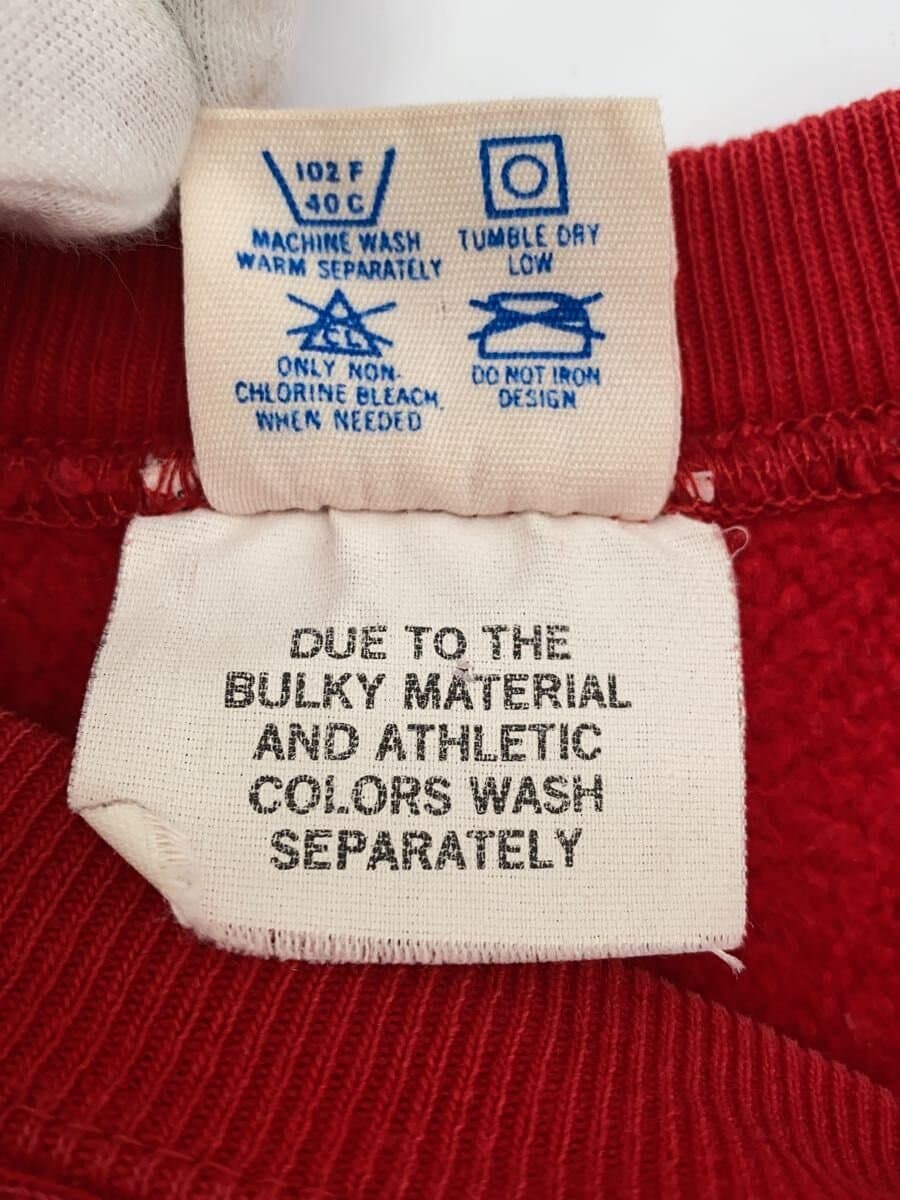 102 F
40 C
MACHINE WASH
WARM SEPARATELY
TUMBLE DRY
LOW
CL
ONLY NON-
CHLORINE BLEACH,
WHEN NEEDED
DO NOT IRON
DESIGN
DUE TO THE
BULKY MATERIAL
AND ATHLETIC
COLORS WASH
SEPARATELY